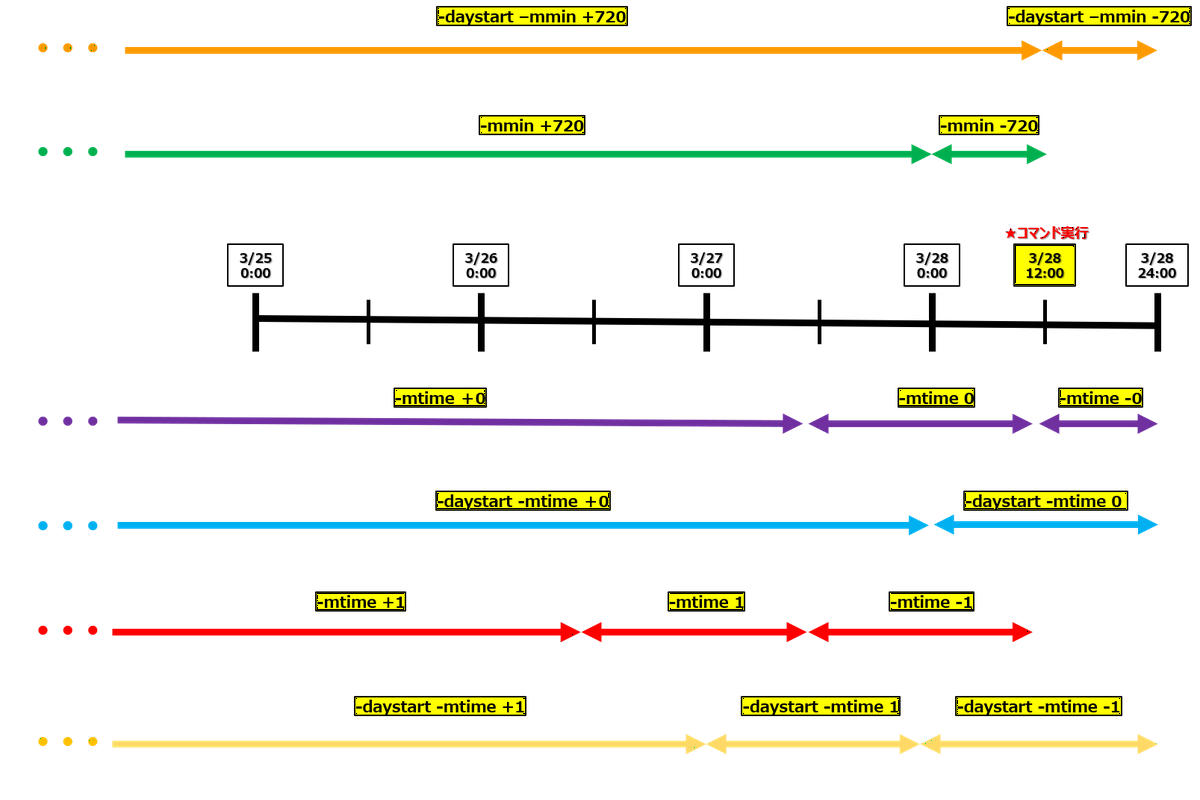 -daystart –mmin +720
-daystart –mmin -720
-mmin +720
-mmin -720
★コマンド実行
3/25
0:00
3/26
0:00
3/27
0:00
3/28
0:00
3/28
12:00
3/28
24:00
-mtime +0
-mtime 0
-mtime -0
-daystart -mtime +0
-daystart -mtime 0
-mtime +1
-mtime 1
-mtime -1
-daystart -mtime +1
-daystart -mtime 1
-daystart -mtime -1